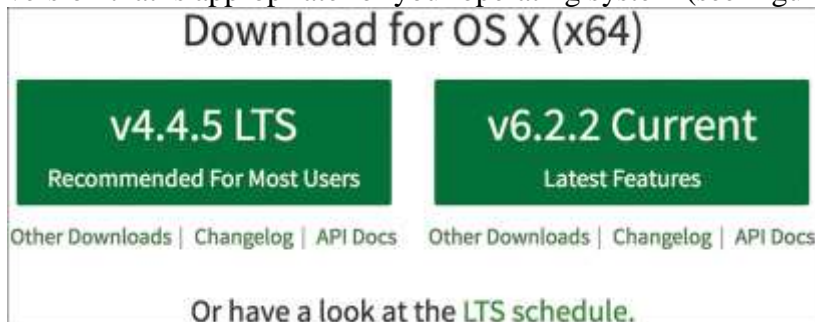 Download for OS X (x64)
v4.4.5 LTS
Recommended For Most Users
v6.2.2 Current
Latest Features
Other Downloads | Changelog | API Docs
Other Downloads | Changelog | API Docs
Or have a look at the LTS schedule.